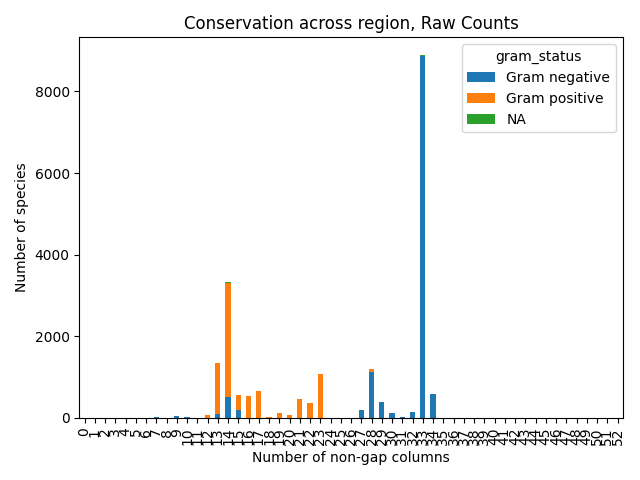 Conservation across region, Raw Counts
gram_status
Gram negative
Gram positive
NA
Number of species
8000
6000
4000
2000
0
0 1 2 3 4 5 6 7 8 9 10 11 12 13 14 15 16 17 18 19 20 21 22 23 24 25 26 27 28 29 30 31 32 33 34 35 36 37 38 39 40 41 42 43 44 45 46 47 48 49 50 51 52
Number of non-gap columns